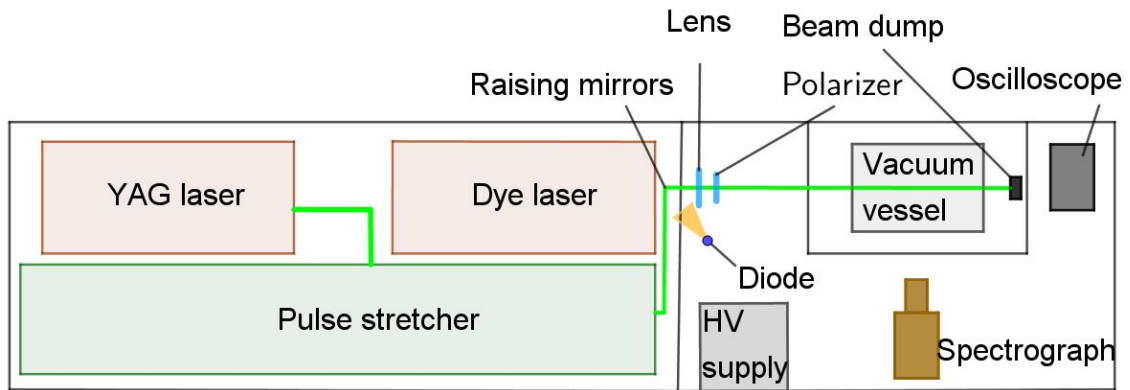 Lens
Beam dump
Raising mirrors
Polarizer
Oscilloscope
YAG laser
Dye laser
Vacuum
vessel
Diode
Pulse stretcher
HV
supply
Spectrograph